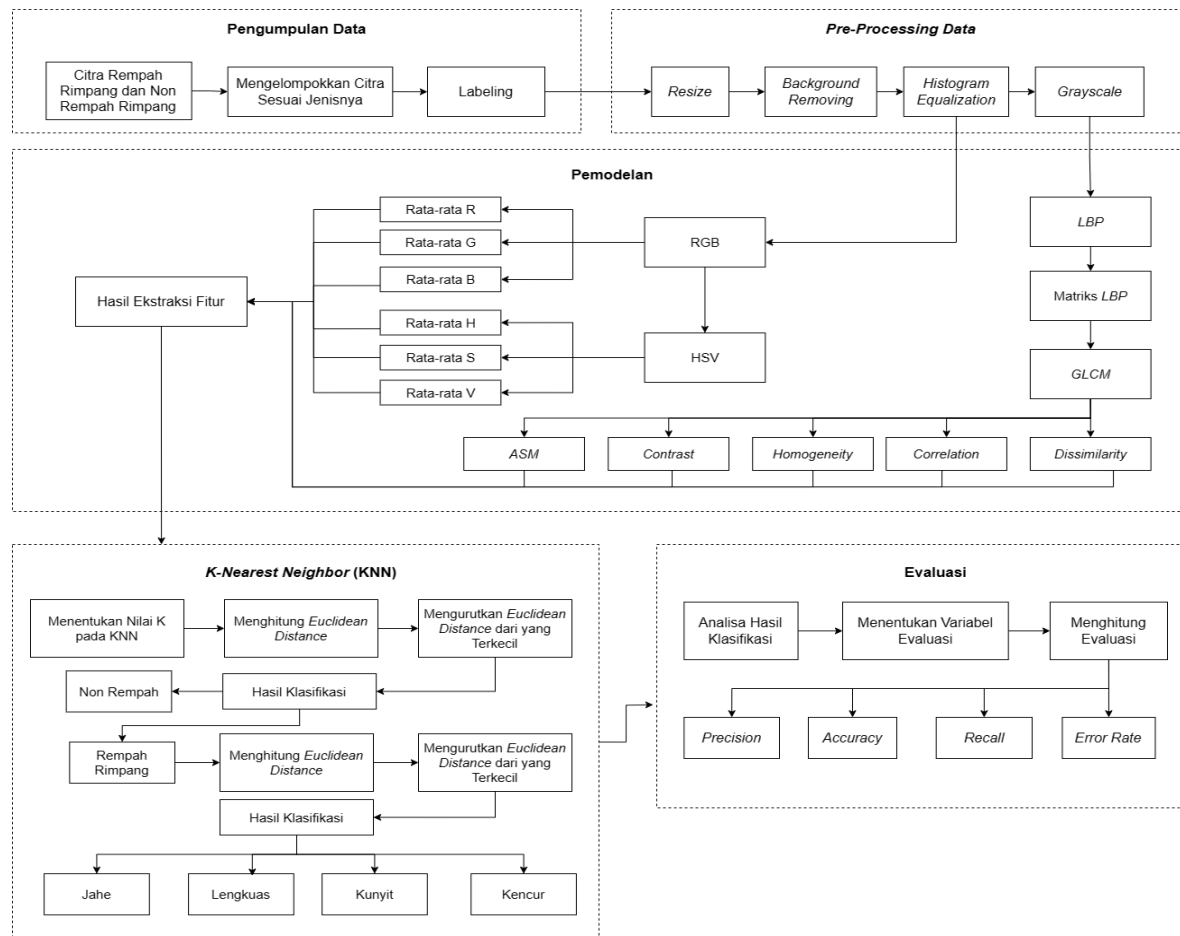 Pengumpulan Data
Citra Rempah
Rimpang dan Non
Rempah Rimpang
Mengelompokkan Citra
Sesuai Jenisnya
Labeling
Pre-Processing Data
Resize
Background
Removing
Histogram
Equalization
Grayscale
Pemodelan
Rata-rata R
Rata-rata G
Rata-rata B
Rata-rata H
Rata-rata S
Rata-rata V
RGB
HSV
LBP
Matriks LBP
GLCM
Hasil Ekstraksi Fitur
ASM
Contrast
Homogeneity
Correlation
Dissimilarity
K-Nearest Neighbor (KNN)
Menentukan Nilai K
pada KNN
Menghitung Euclidean
Distance
Mengurutkan Euclidean
Distance dari yang
Terkecil
Non Rempah
Hasil Klasifikasi
Rempah
Rimpang
Menghitung Euclidean
Distance
Mengurutkan Euclidean
Distance dari yang
Terkecil
Hasil Klasifikasi
Jahe
Lengkuas
Kunyit
Kencur
Evaluasi
Analisa Hasil
Klasifikasi
Menentukan Variabel
Evaluasi
Menghitung
Evaluasi
Precision
Accuracy
Recall
Error Rate